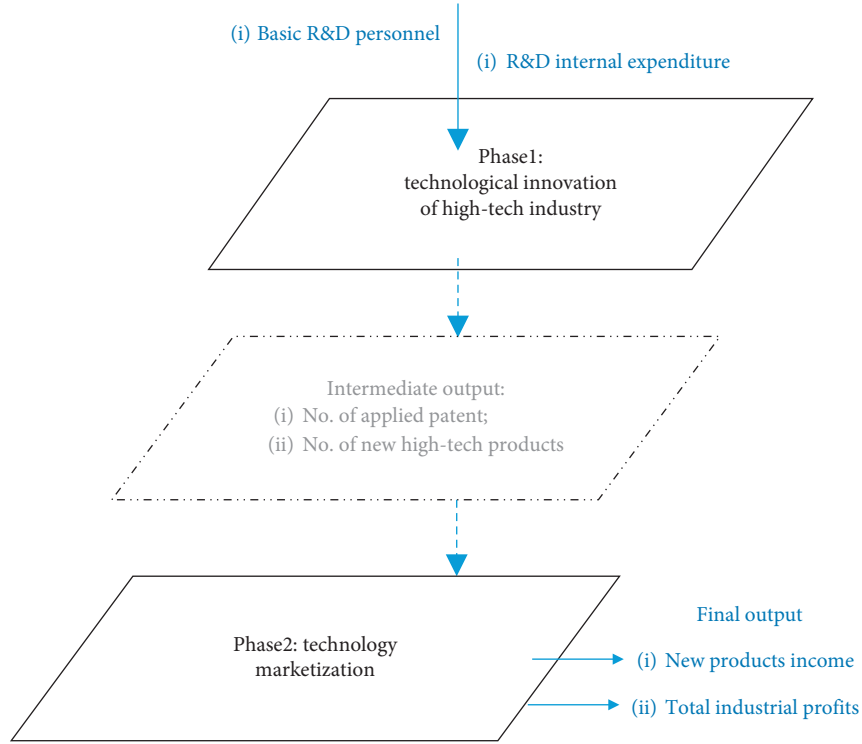 (i) Basic R&D personnel
(i) R&D internal expenditure
Phase1:
technological innovation
of high-tech industry
Intermediate output:
(i) No. of applied patent;
(ii) No. of new high-tech products
Phase2: technology
marketization
Final output
(i) New products income
(ii) Total industrial profits